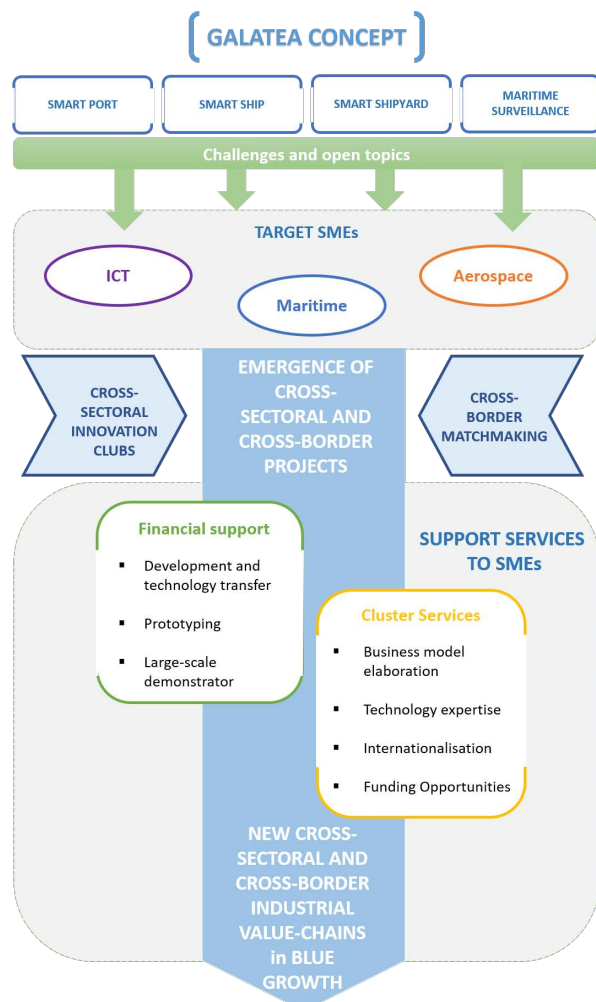 GALATEA CONCEPT
SMART PORT
SMART SHIP
SMART SHIPYARD
MARITIME
SURVEILLANCE
Challenges and open topics
TARGET SMEs
ICT
Maritime
Aerospace
CROSS-
SECTORAL
INNOVATION
CLUBS
EMERGENCE OF
CROSS-
SECTORAL AND
CROSS-BORDER
PROJECTS
CROSS-
BORDER
MATCHMAKING
Financial support
▪ Development and
technology transfer
▪ Prototyping
▪ Large-scale
demonstrator
SUPPORT SERVICES
TO SMEs
Cluster Services
▪ Business model
elaboration
▪ Technology expertise
▪ Internationalisation
▪ Funding Opportunities
NEW CROSS-
SECTORAL AND
CROSS-BORDER
INDUSTRIAL
VALUE-CHAINS
in BLUE
GROWTH